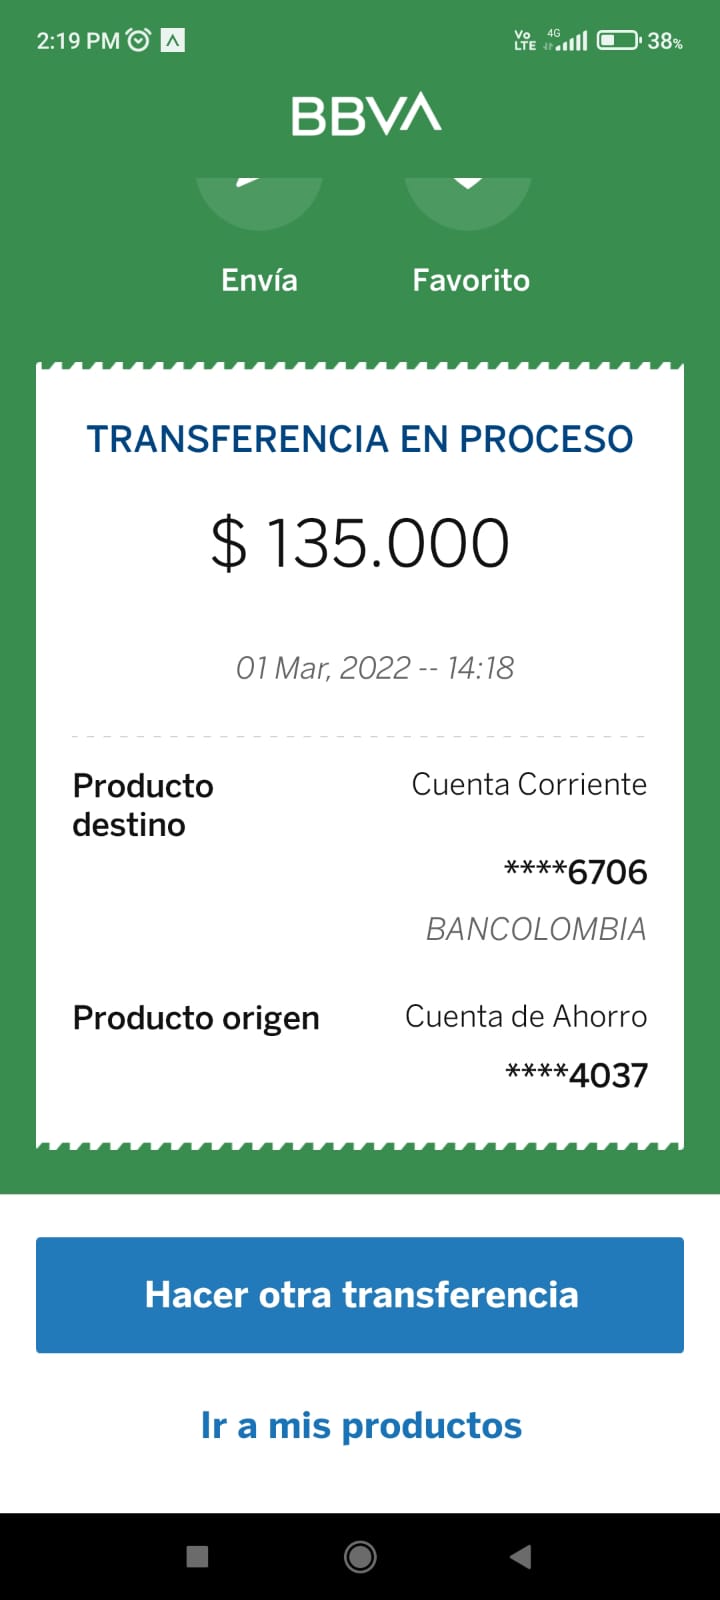 2:19 PM
Vo LTE 4G 38%
BBVA
Envía Favorito
TRANSFERENCIA EN PROCESO
$ 135.000
01 Mar, 2022 -- 14:18
Producto destino
Cuenta Corriente
****6706
BANCOLOMBIA
Producto origen
Cuenta de Ahorro
****4037
Hacer otra transferencia
Ir a mis productos